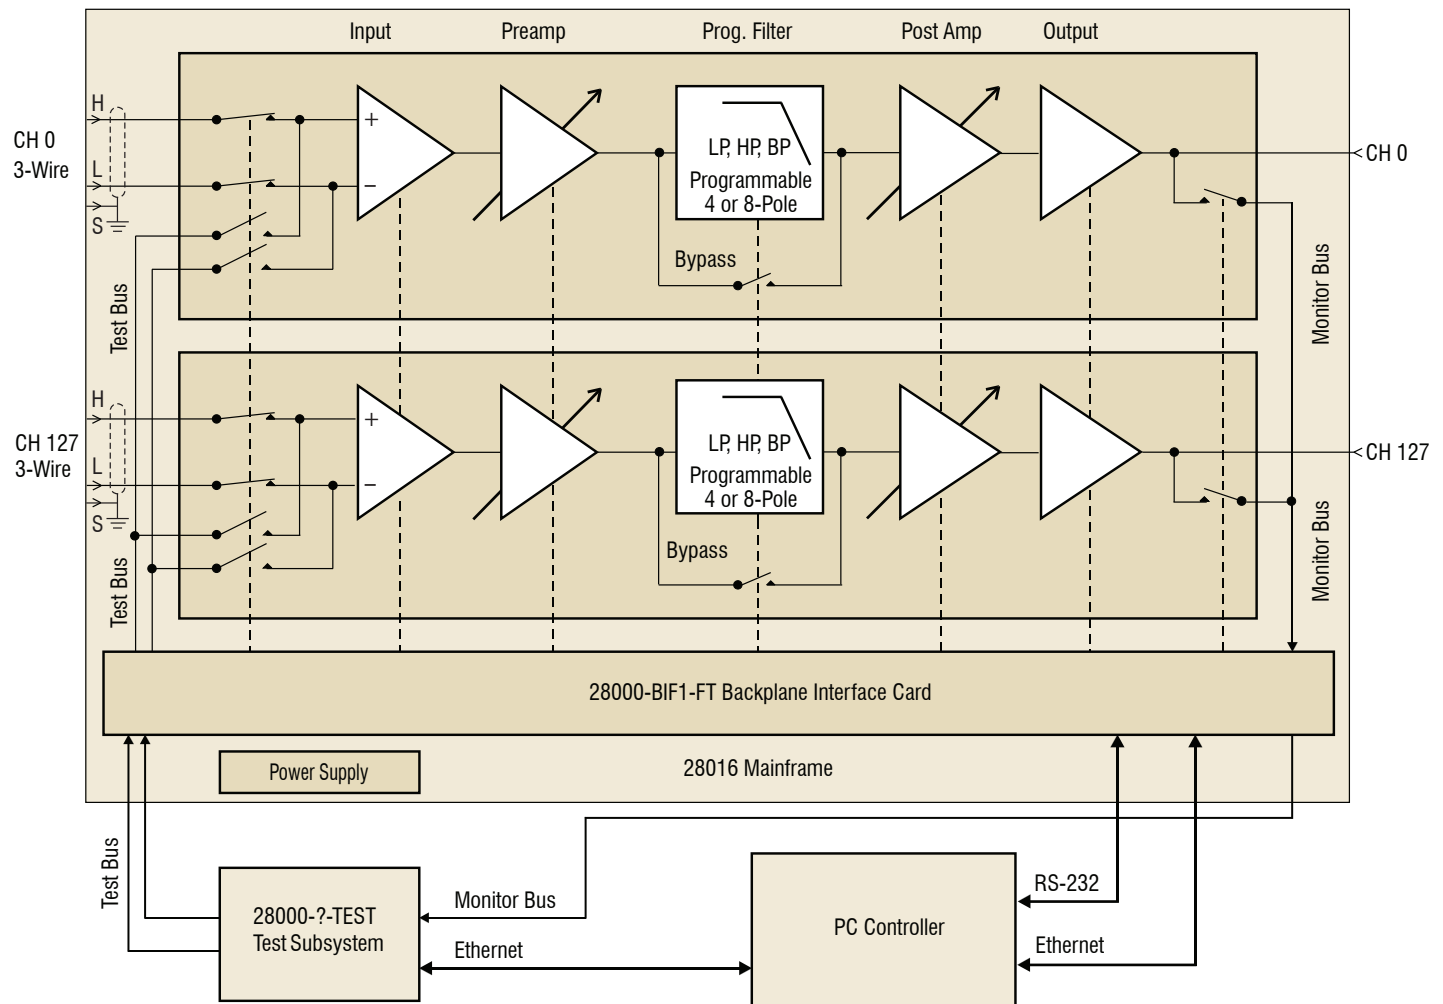 Input
Preamp
Prog. Filter
Post Amp
Output
H
CH 0
3-Wire
L
S
+
−
LP, HP, BP
Programmable
4 or 8-Pole
Bypass
CH 0
Test Bus
Monitor Bus
H
CH 127
3-Wire
L
S
+
−
LP, HP, BP
Programmable
4 or 8-Pole
Bypass
CH 127
Test Bus
Monitor Bus
28000-BIF1-FT Backplane Interface Card
Power Supply
28016 Mainframe
Test Bus
28000-?-TEST
Test Subsystem
Monitor Bus
Ethernet
PC Controller
RS-232
Ethernet